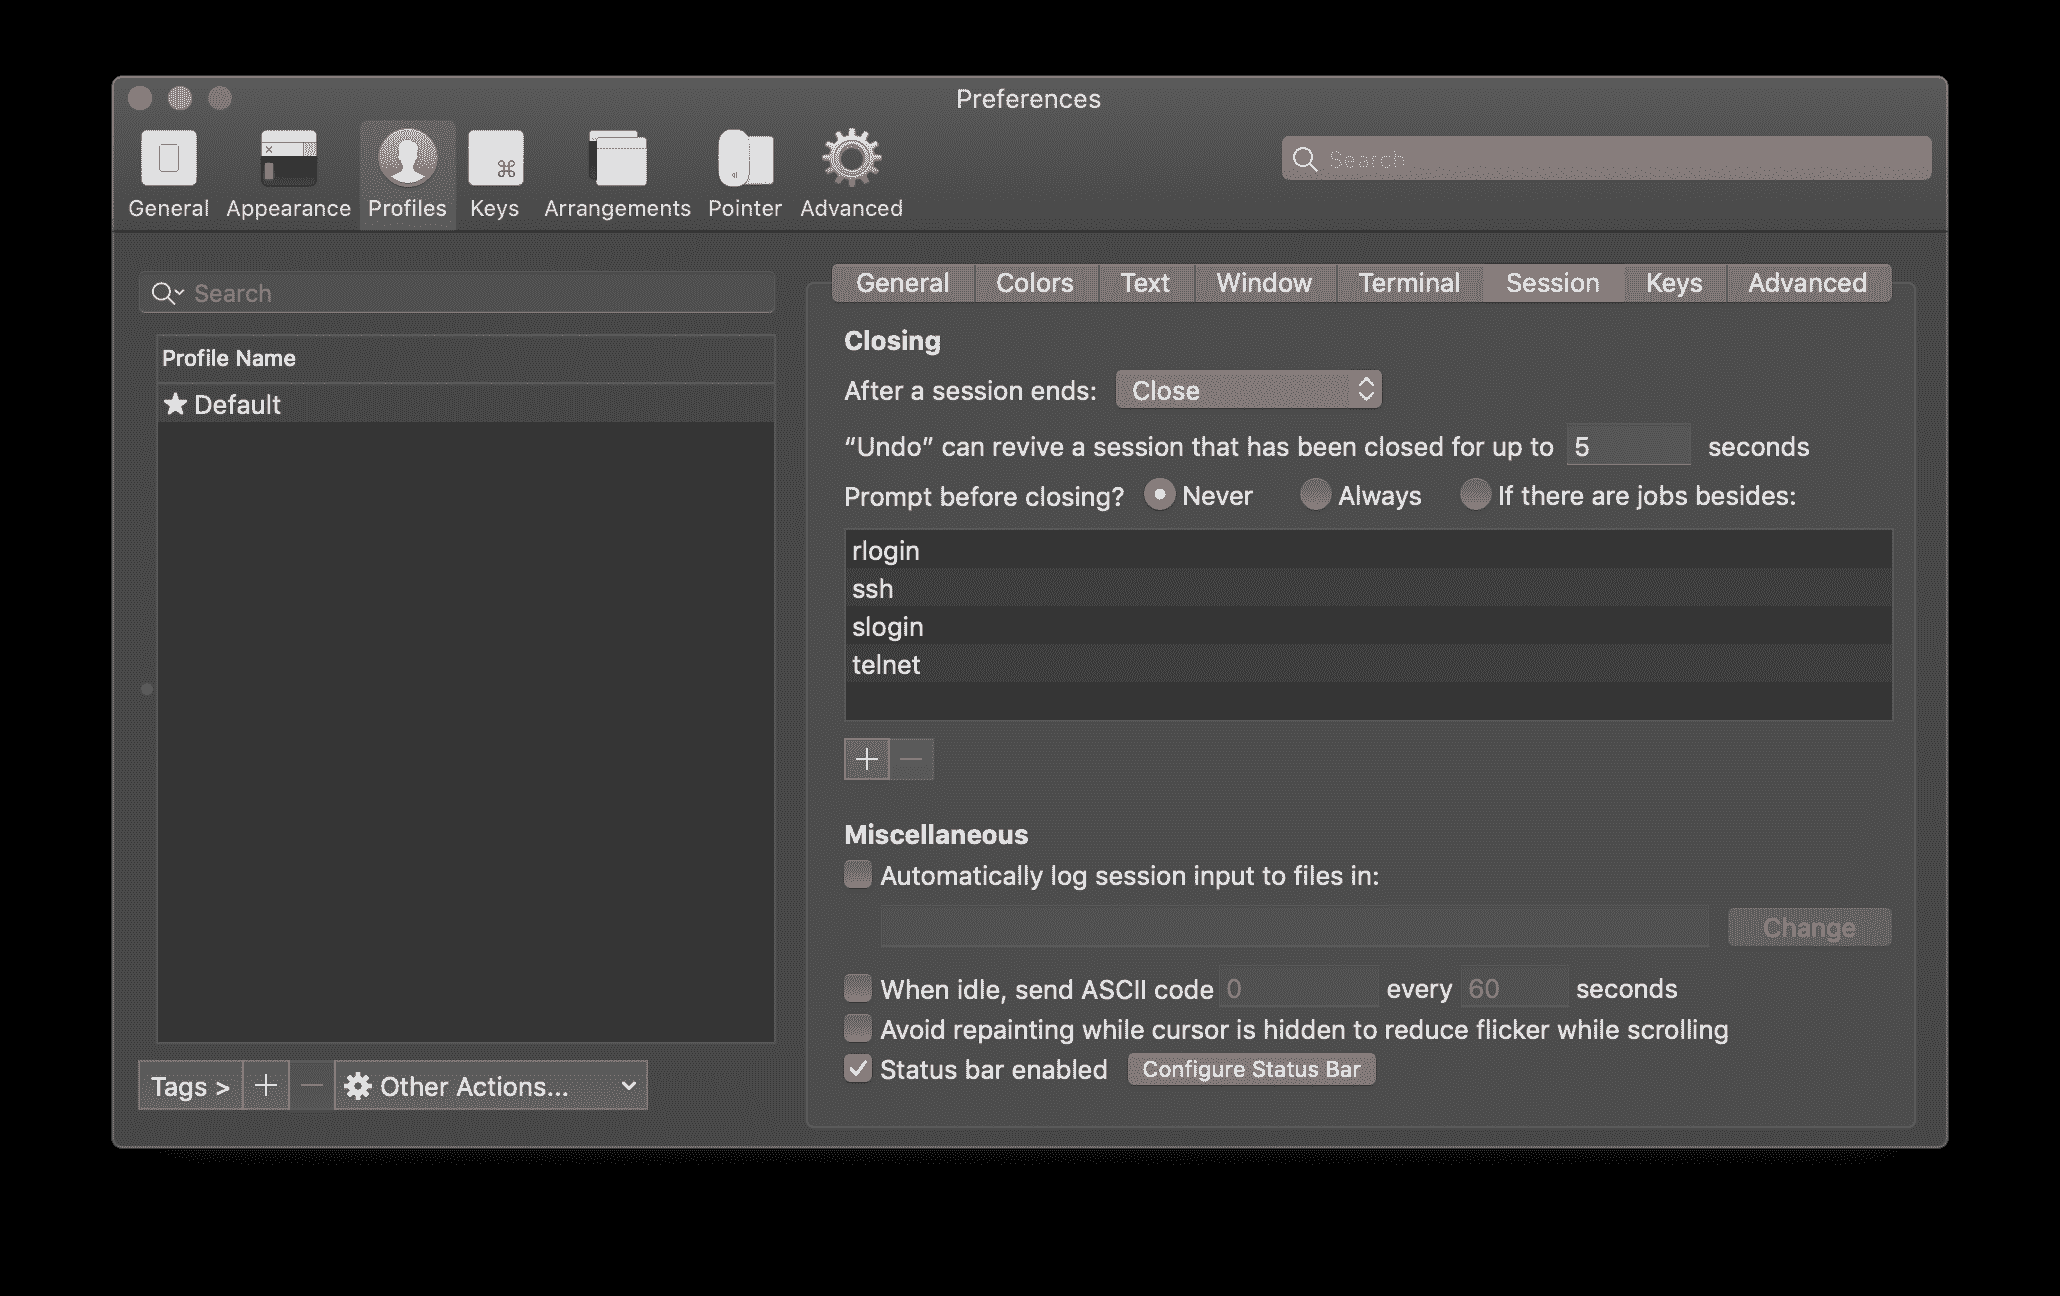 Preferences
General Appearance Profiles Keys Arrangements Pointer Advanced
Search
Search
Profile Name
★ Default
Tags > + — Other Actions...
General Colors Text Window Terminal Session Keys Advanced
Closing
After a session ends: Close
“Undo” can revive a session that has been closed for up to 5 seconds
Prompt before closing? Never Always If there are jobs besides:
rlogin
ssh
slogin
telnet
+ —
Miscellaneous
Automatically log session input to files in:
Change
When idle, send ASCII code 0 every 60 seconds
Avoid repainting while cursor is hidden to reduce flicker while scrolling
Status bar enabled Configure Status Bar